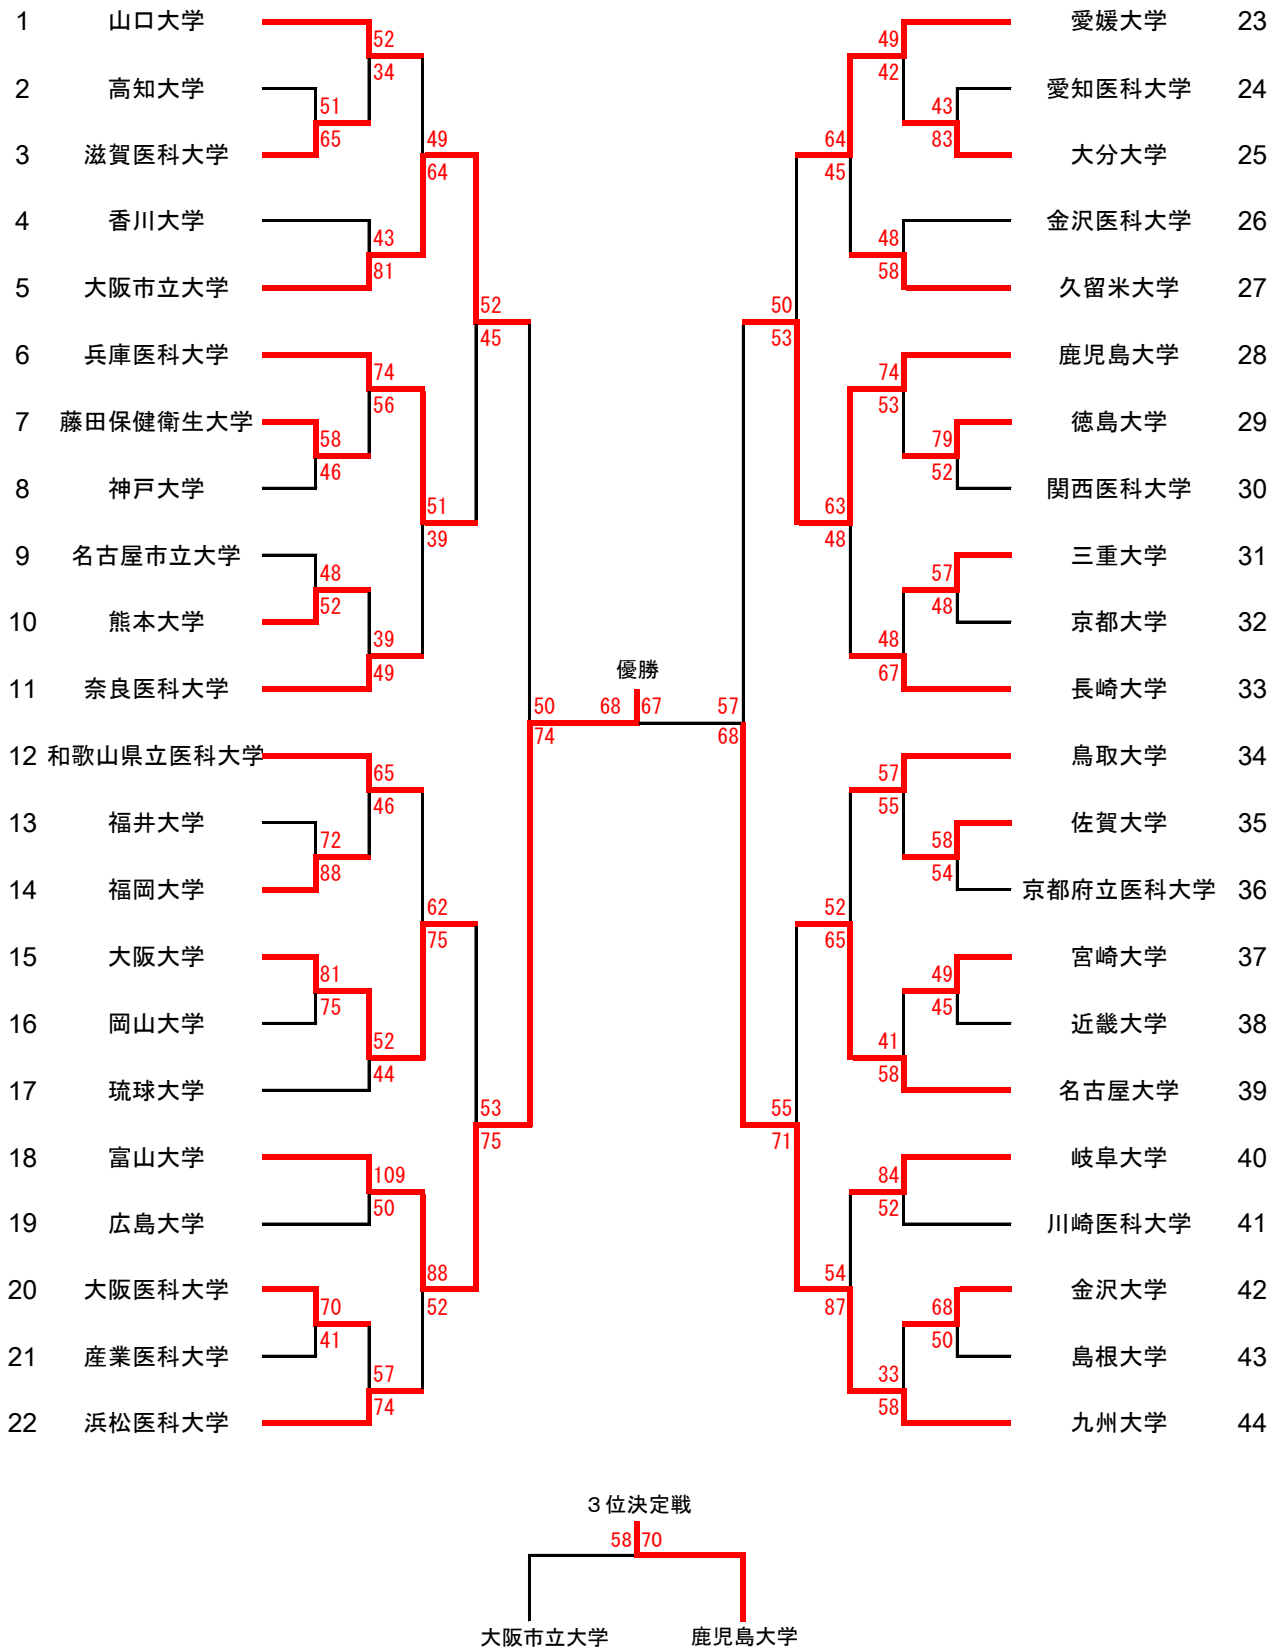 1 山口大学 52 49 愛媛大学 23
34 42
2 高知大学 51 43 愛知医科大学 24
65 49 64 83
3 滋賀医科大学 64 45 大分大学 25
4 香川大学 43 48 金沢医科大学 26
81 58
5 大阪市立大学 52 50 久留米大学 27
45 53
6 兵庫医科大学 74 74 鹿児島大学 28
56 53
7 藤田保健衛生大学 58 79 徳島大学 29
46 52
8 神戸大学 51 63 関西医科大学 30
39 48
9 名古屋市立大学 48 57 三重大学 31
52 48
10 熊本大学 39 48 京都大学 32
49 優勝 67
11 奈良医科大学 50 68 67 57 長崎大学 33
74 68
12 和歌山県立医科大学 65 57 鳥取大学 34
46 55
13 福井大学 72 58 佐賀大学 35
88 54
14 福岡大学 62 52 京都府立医科大学 36
75 65
15 大阪大学 81 49 宮崎大学 37
75 45
16 岡山大学 52 41 近畿大学 38
44 58
17 琉球大学 53 55 名古屋大学 39
75 71
18 富山大学 109 84 岐阜大学 40
50 52
19 広島大学 88 54 川崎医科大学 41
52 87
20 大阪医科大学 70 68 金沢大学 42
41 50
21 産業医科大学 57 33 島根大学 43
74 58
22 浜松医科大学 九州大学 44
３位決定戦
58 70
大阪市立大学 鹿児島大学